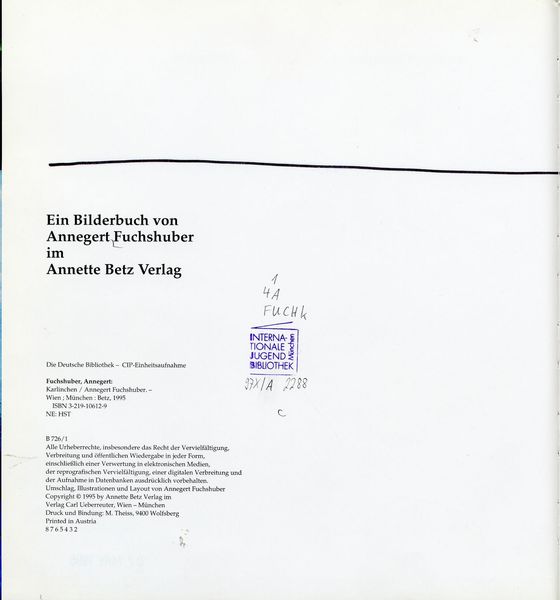 Ein Bilderbuch von
Annegert Fuchshuber
im
Annette Betz Verlag
1
4A
FUCHk
INTERNA-
TIONALE
JUGEND
BIBLIOTHEK
München
97X/A 2288
C
Die Deutsche Bibliothek – CIP-Einheitsaufnahme
Fuchshuber, Annegert:
Karlinchen / Annegert Fuchshuber. –
Wien ; München : Betz, 1995
ISBN 3-219-10612-9
NE: HST
B 726/1
Alle Urheberrechte, insbesondere das Recht der Vervielfältigung,
Verbreitung und öffentlichen Wiedergabe in jeder Form,
einschließlich einer Verwertung in elektronischen Medien,
der reprografischen Vervielfältigung, einer digitalen Verbreitung und
der Aufnahme in Datenbanken ausdrücklich vorbehalten.
Umschlag, Illustrationen und Layout von Annegert Fuchshuber
Copyright © 1995 by Annette Betz Verlag im
Verlag Carl Ueberreuter, Wien – München
Druck und Bindung: M. Theiss, 9400 Wolfsberg
Printed in Austria
8 7 6 5 4 3 2